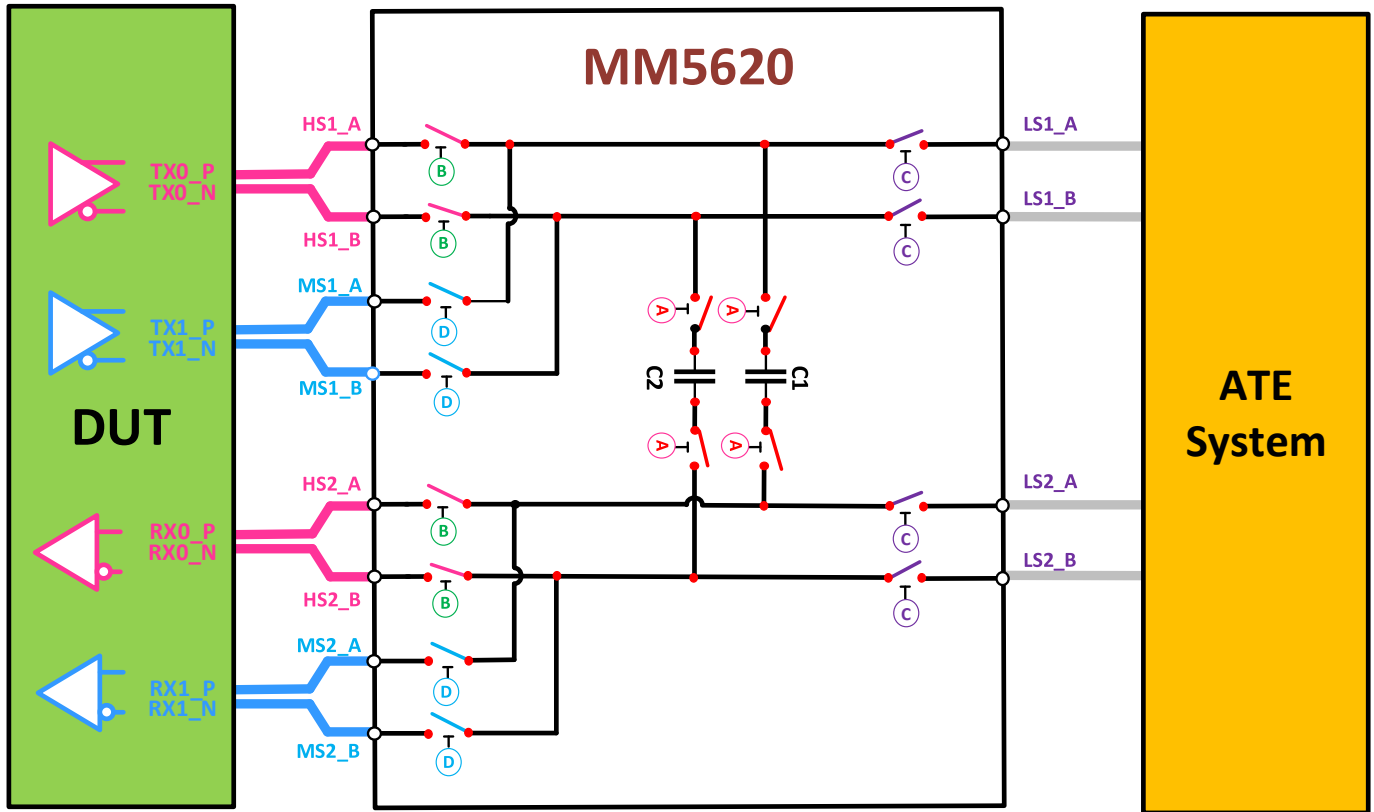 MM5620
HS1_A
LS1_A
B
C
TX0_P
TX0_N
LS1_B
HS1_B
B
C
MS1_A
A
A
D
TX1_P
TX1_N
MS1_B
D
C2
C1
DUT
ATE
System
A
A
HS2_A
LS2_A
RX0_P
RX0_N
B
C
LS2_B
HS2_B
B
C
MS2_A
RX1_P
RX1_N
D
MS2_B
D